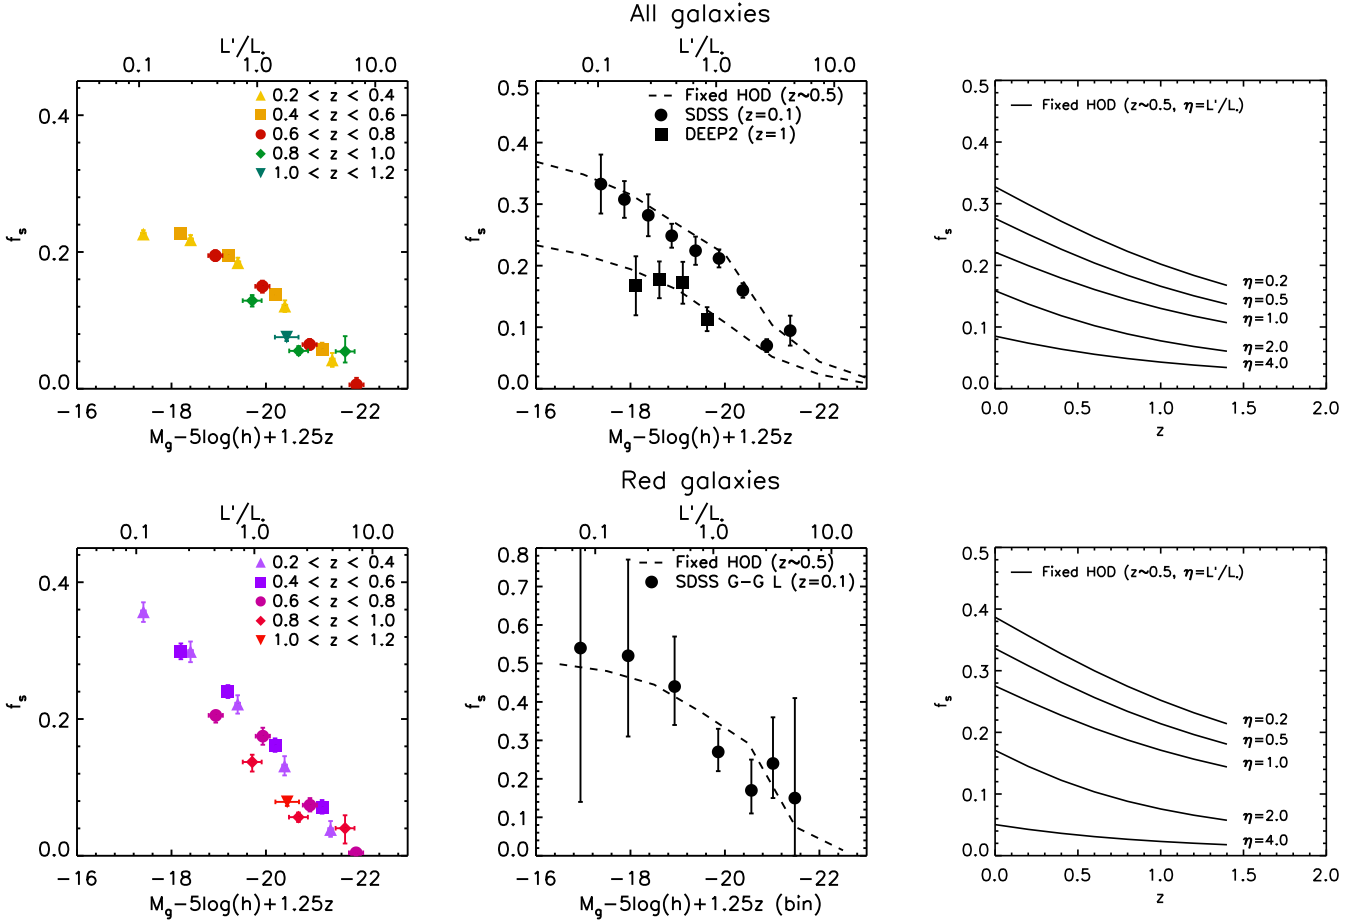 All galaxies
L'/L.
0.1 1.0 10.0
0.4
0.2
0.0
f_s
0.2 < z < 0.4
0.4 < z < 0.6
0.6 < z < 0.8
0.8 < z < 1.0
1.0 < z < 1.2
−16 −18 −20 −22
M_g−5log(h)+1.25z
L'/L.
0.1 1.0 10.0
0.5
0.4
0.3
0.2
0.1
0.0
f_s
Fixed HOD (z~0.5)
SDSS (z=0.1)
DEEP2 (z=1)
−16 −18 −20 −22
M_g−5log(h)+1.25z
0.5
0.4
0.3
0.2
0.1
0.0
f_s
Fixed HOD (z~0.5, η=L'/L.)
η=0.2
η=0.5
η=1.0
η=2.0
η=4.0
0.0 0.5 1.0 1.5 2.0
z
Red galaxies
L'/L.
0.1 1.0 10.0
0.4
0.2
0.0
f_s
0.2 < z < 0.4
0.4 < z < 0.6
0.6 < z < 0.8
0.8 < z < 1.0
1.0 < z < 1.2
−16 −18 −20 −22
M_g−5log(h)+1.25z
L'/L.
0.1 1.0 10.0
0.8
0.7
0.6
0.5
0.4
0.3
0.2
0.1
0.0
f_s
Fixed HOD (z~0.5)
SDSS G−G L (z=0.1)
−16 −18 −20 −22
M_g−5log(h)+1.25z (bin)
0.5
0.4
0.3
0.2
0.1
0.0
f_s
Fixed HOD (z~0.5, η=L'/L.)
η=0.2
η=0.5
η=1.0
η=2.0
η=4.0
0.0 0.5 1.0 1.5 2.0
z